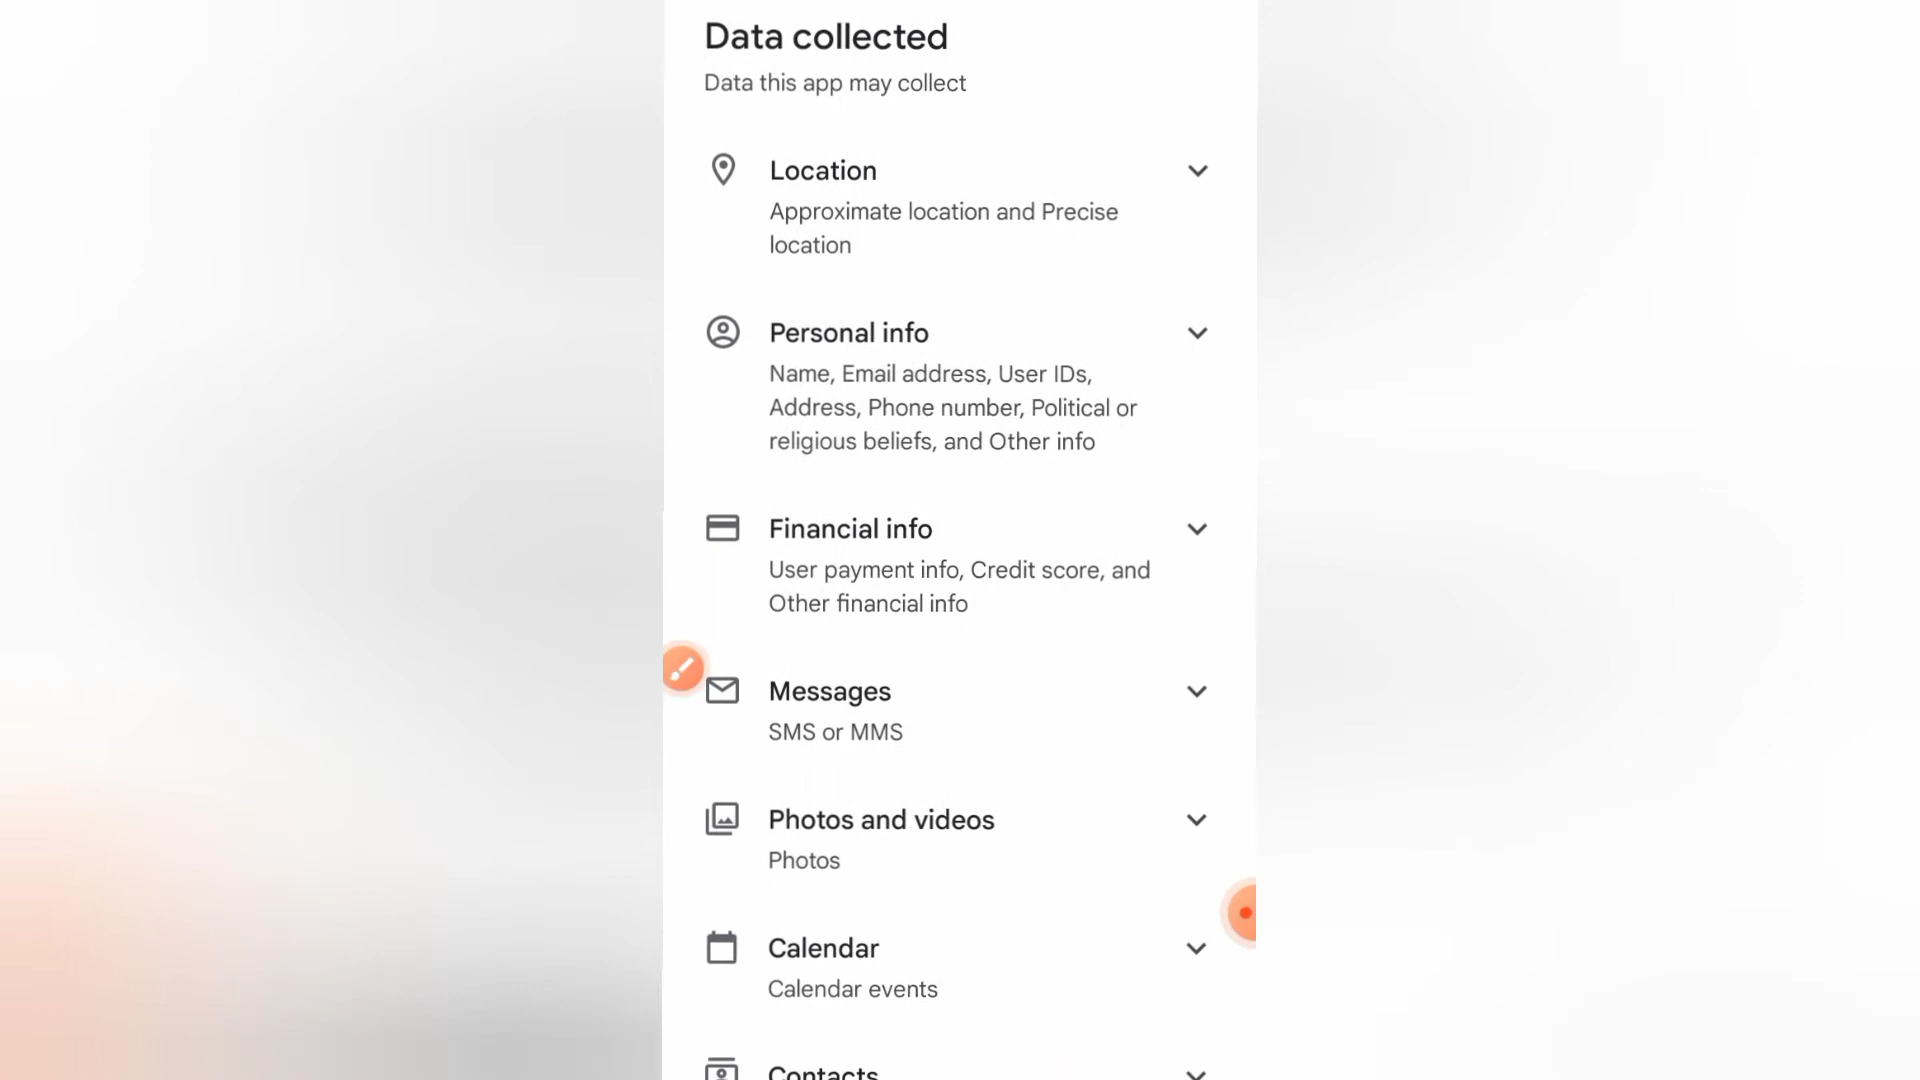 Data collected
Data this app may collect
Location
Approximate location and Precise
location
Personal info
Name, Email address, User IDs,
Address, Phone number, Political or
religious beliefs, and Other info
Financial info
User payment info, Credit score, and
Other financial info
Messages
SMS or MMS
Photos and videos
Photos
Calendar
Calendar events
Contacts